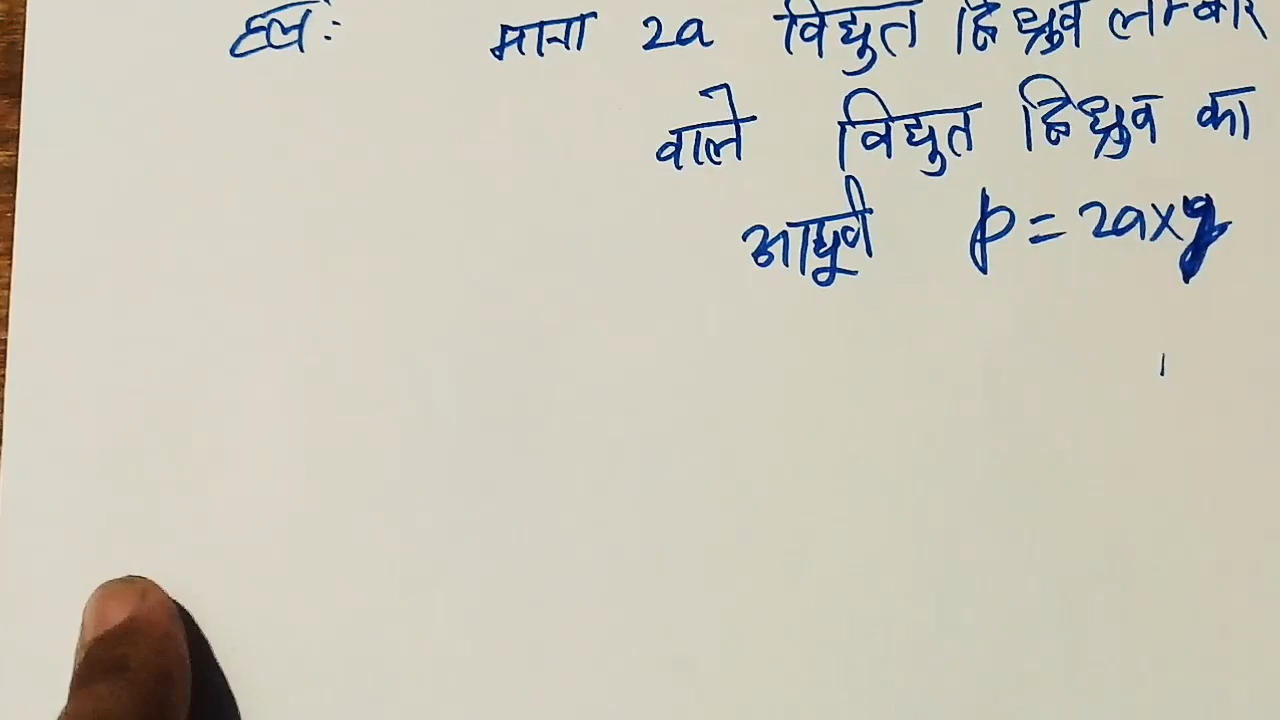 हल: माना 2a विद्युत द्विध्रुव लम्बाई
वाले विद्युत द्विध्रुव का
आघूर्ण p = 2a×q